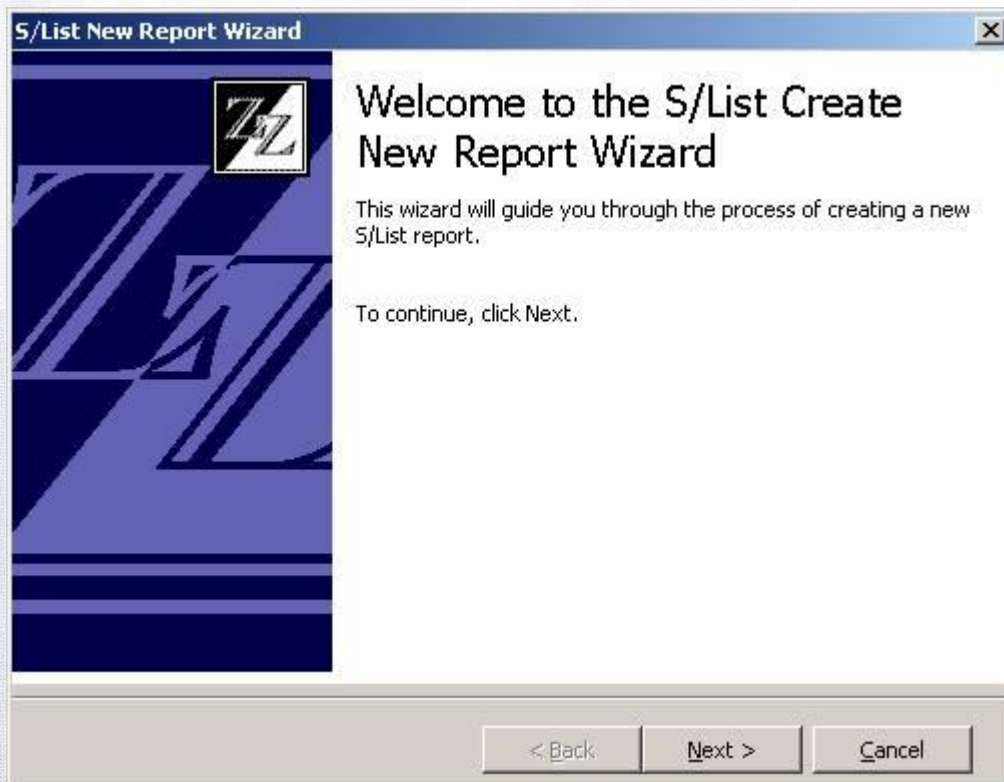 S/List New Report Wizard
Welcome to the S/List Create
New Report Wizard
This wizard will guide you through the process of creating a new
S/List report.
To continue, click Next.
< Back
Next >
Cancel